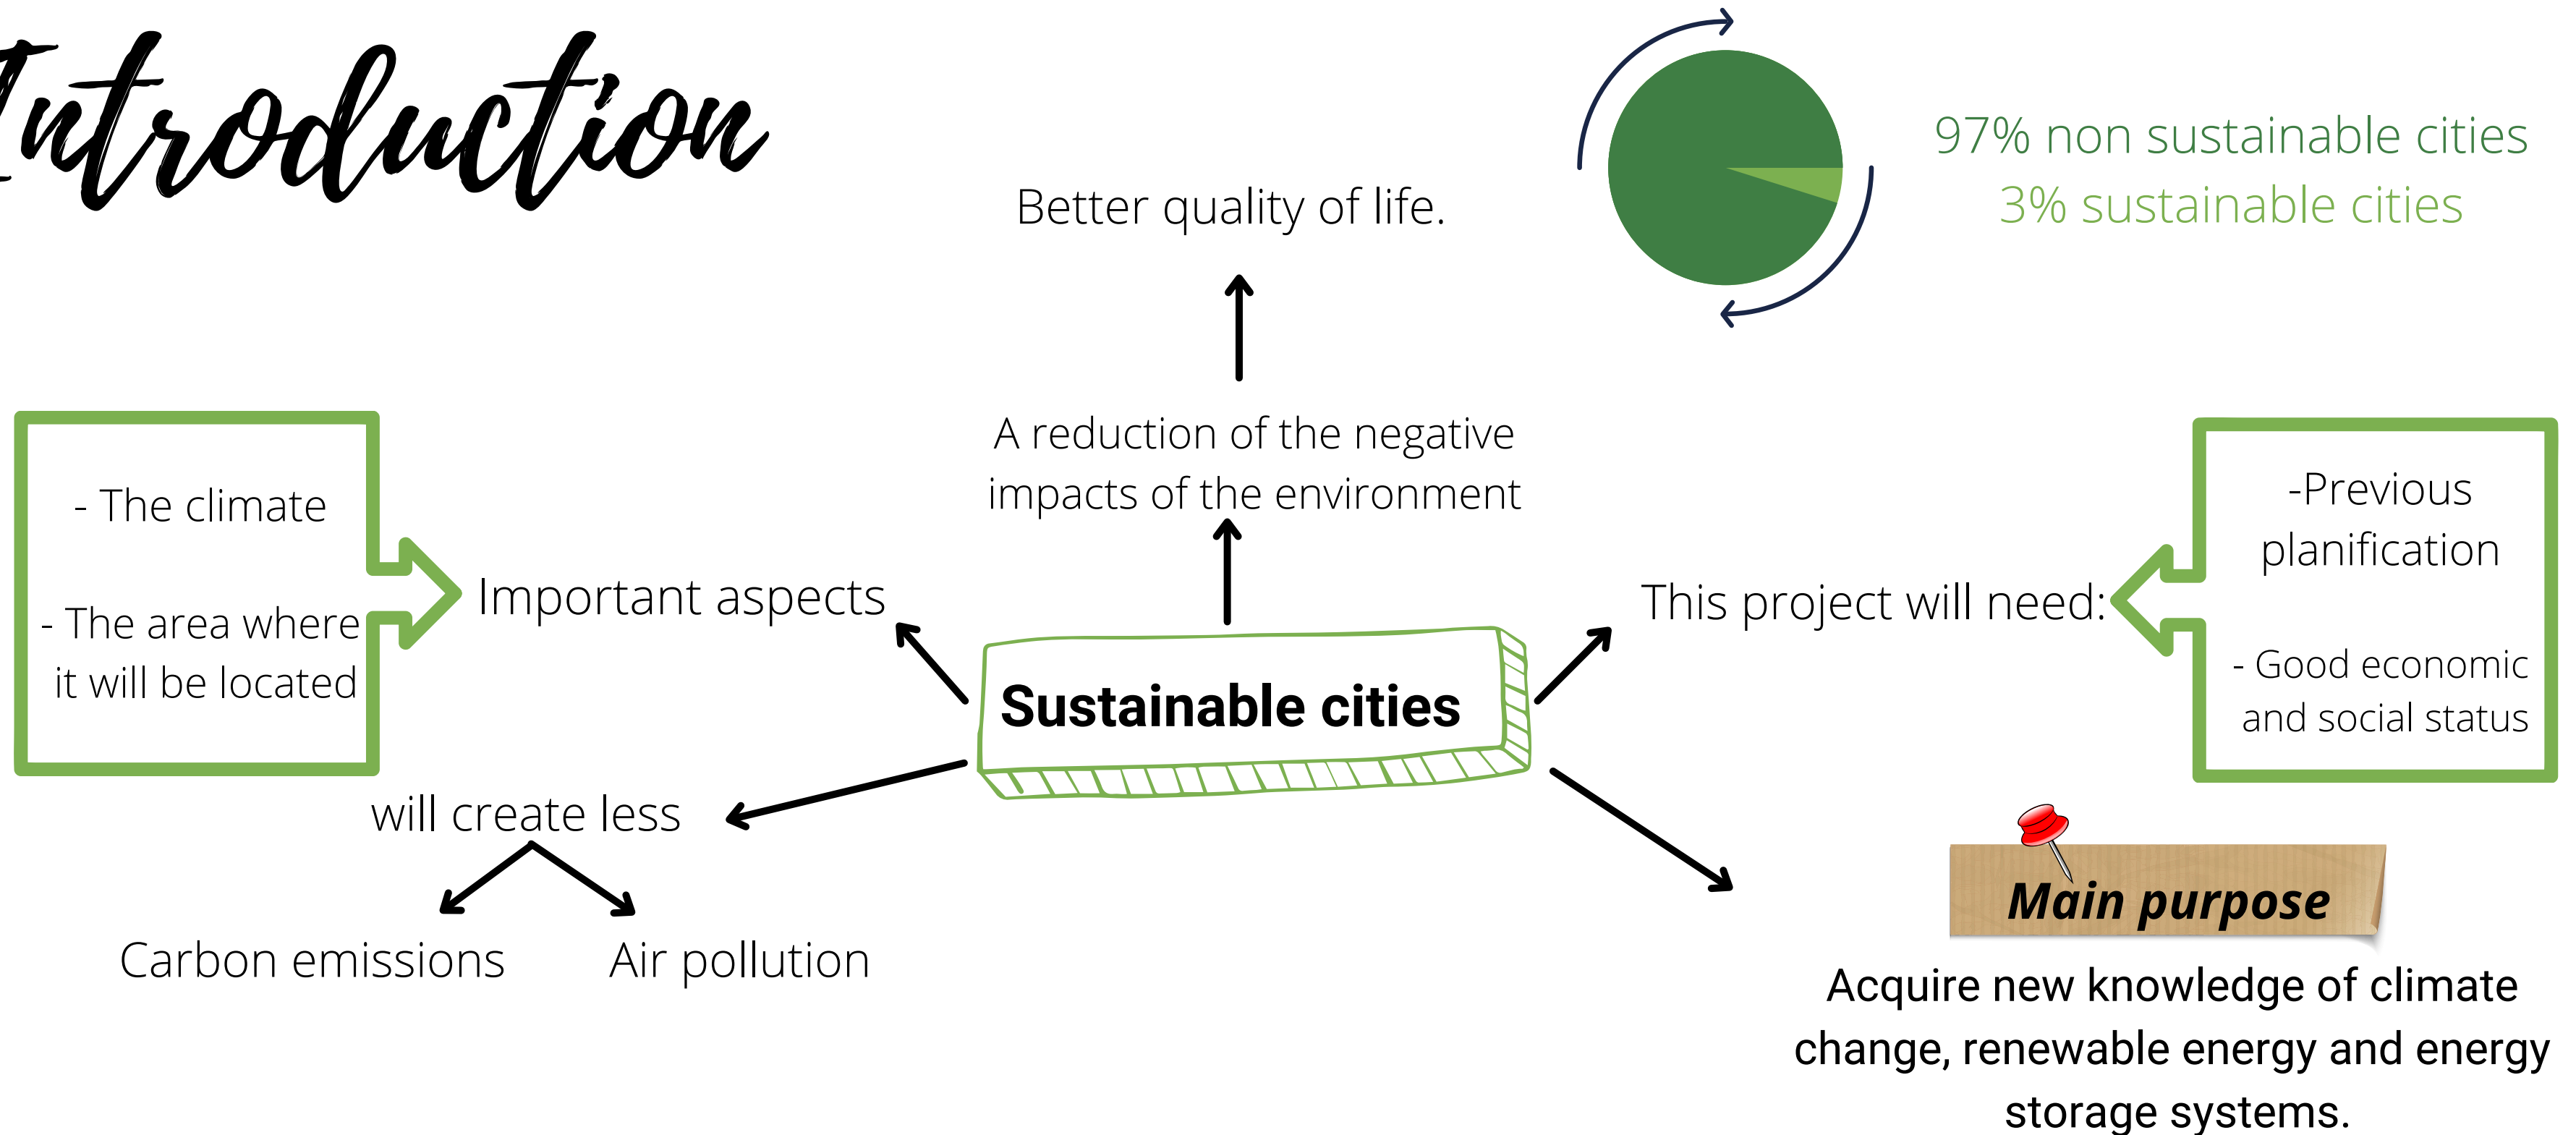 Introduction
97% non sustainable cities
3% sustainable cities
Better quality of life.
A reduction of the negative
impacts of the environment
- The climate
- The area where
it will be located
Important aspects
This project will need:
-Previous
planification
- Good economic
and social status
Sustainable cities
will create less
Carbon emissions
Air pollution
Main purpose
Acquire new knowledge of climate
change, renewable energy and energy
storage systems.